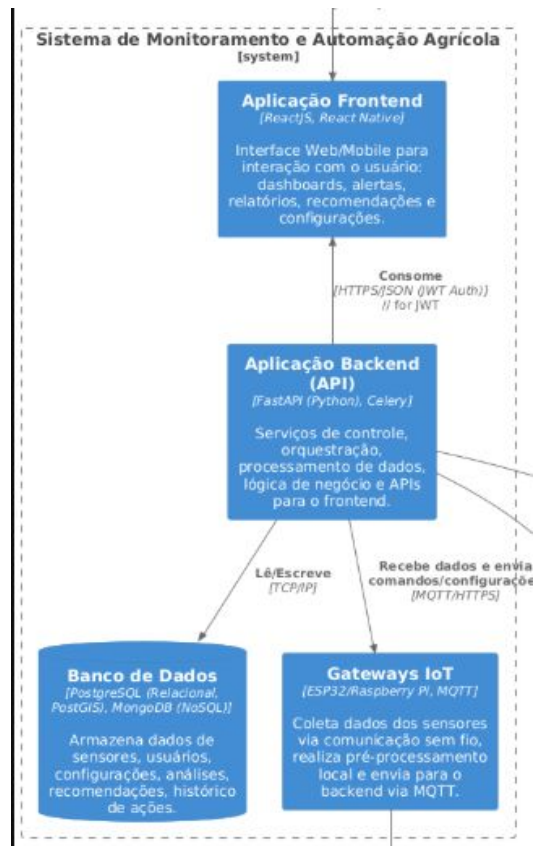 Sistema de Monitoramento e Automação Agrícola
[system]
Aplicação Frontend
[ReactJS, React Native]
Interface Web/Mobile para
interação com o usuário:
dashboards, alertas,
relatórios, recomendações e
configurações.
Consome
[HTTPS/JSON (JWT Auth)]
// for JWT
Aplicação Backend
(API)
[FastAPI (Python), Celery]
Serviços de controle,
orquestração,
processamento de dados,
lógica de negócio e APIs
para o frontend.
Lê/Escreve
[TCP/IP]
Recebe dados e envia
comandos/configuraçõe
[MQTT/HTTPS]
Banco de Dados
[PostgreSQL (Relacional,
PostGIS), MongoDB (NoSQL)]
Armazena dados de
sensores, usuários,
configurações, análises,
recomendações, histórico
de ações.
Gateways IoT
[ESP32/Raspberry Pi, MQTT]
Coleta dados dos sensores
via comunicação sem fio,
realiza pré-processamento
local e envia para o
backend via MQTT.